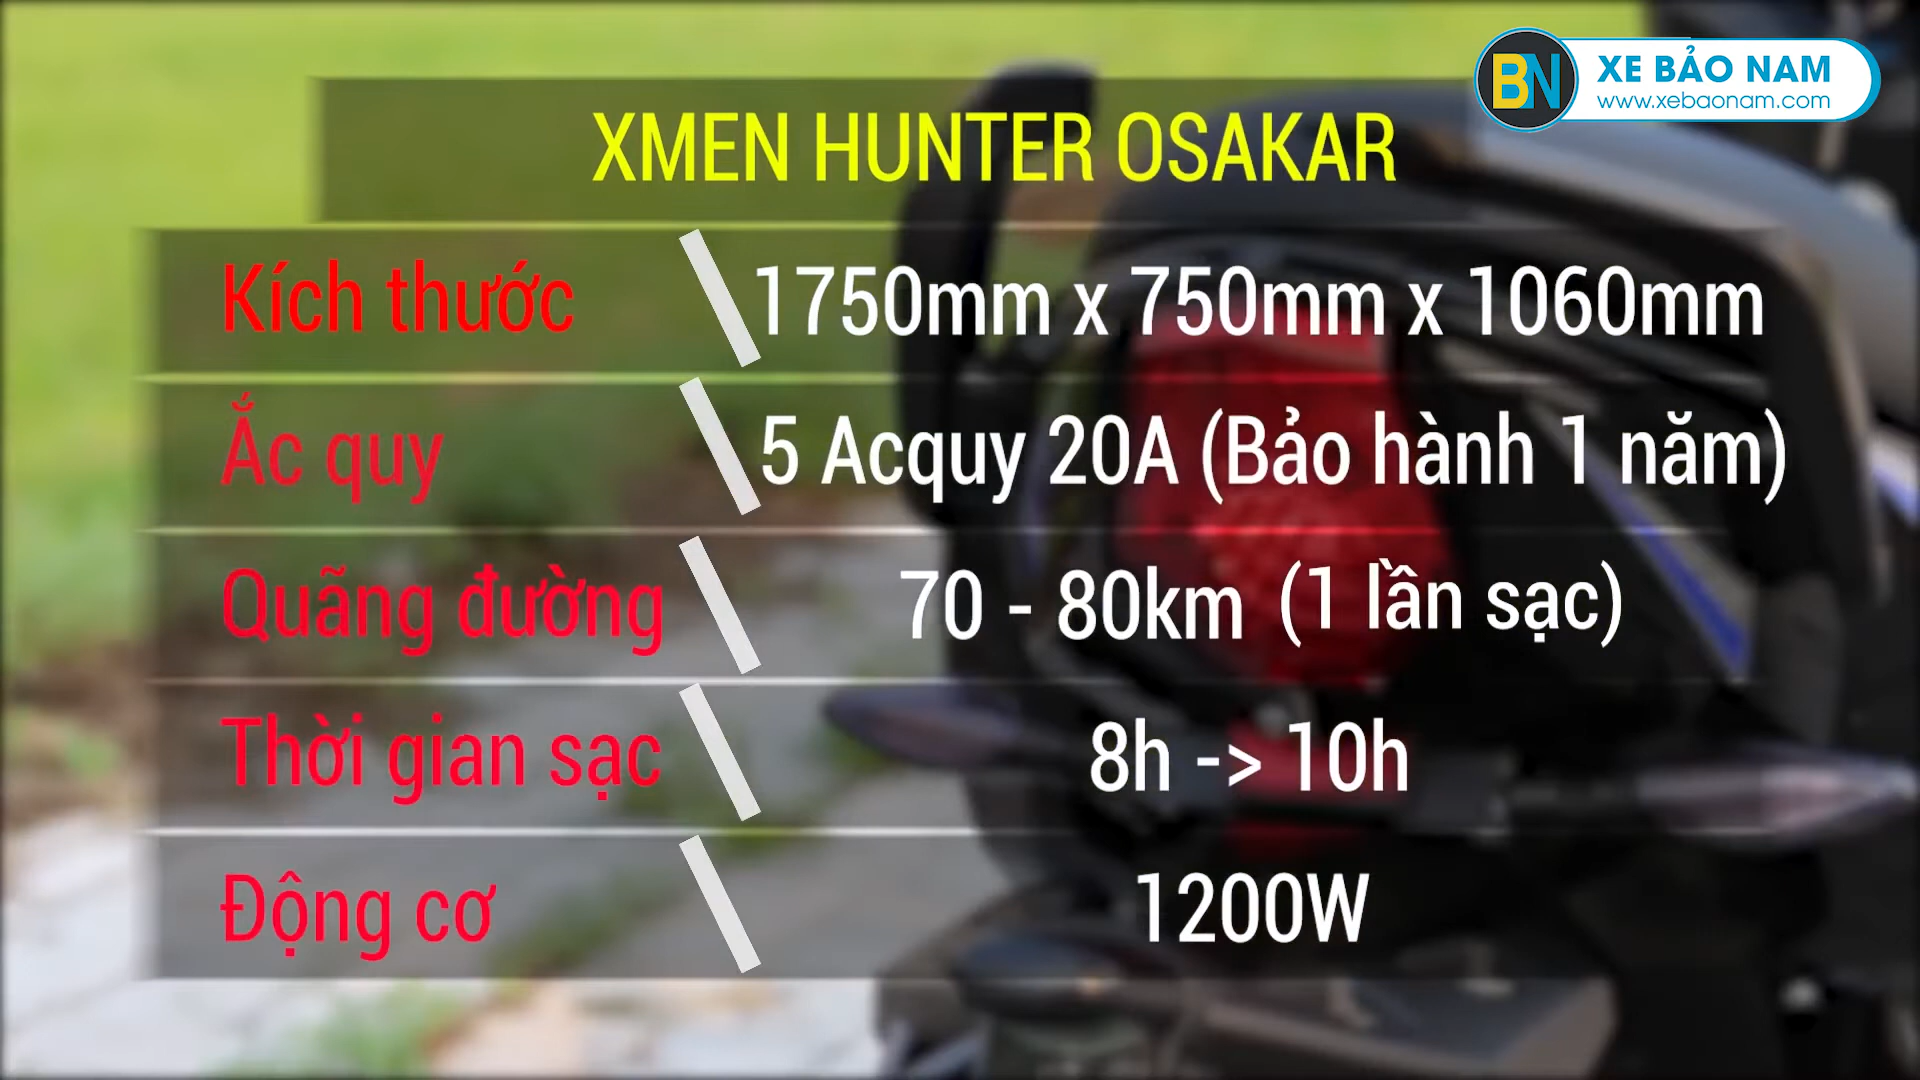 BN
XE BẢO NAM
www.xebaonam.com
XMEN HUNTER OSAKAR
Kích thước 1750mm x 750mm x 1060mm
Ắc quy 5 Acquy 20A (Bảo hành 1 năm)
Quãng đường 70 - 80km (1 lần sạc)
Thời gian sạc 8h -> 10h
Động cơ 1200W